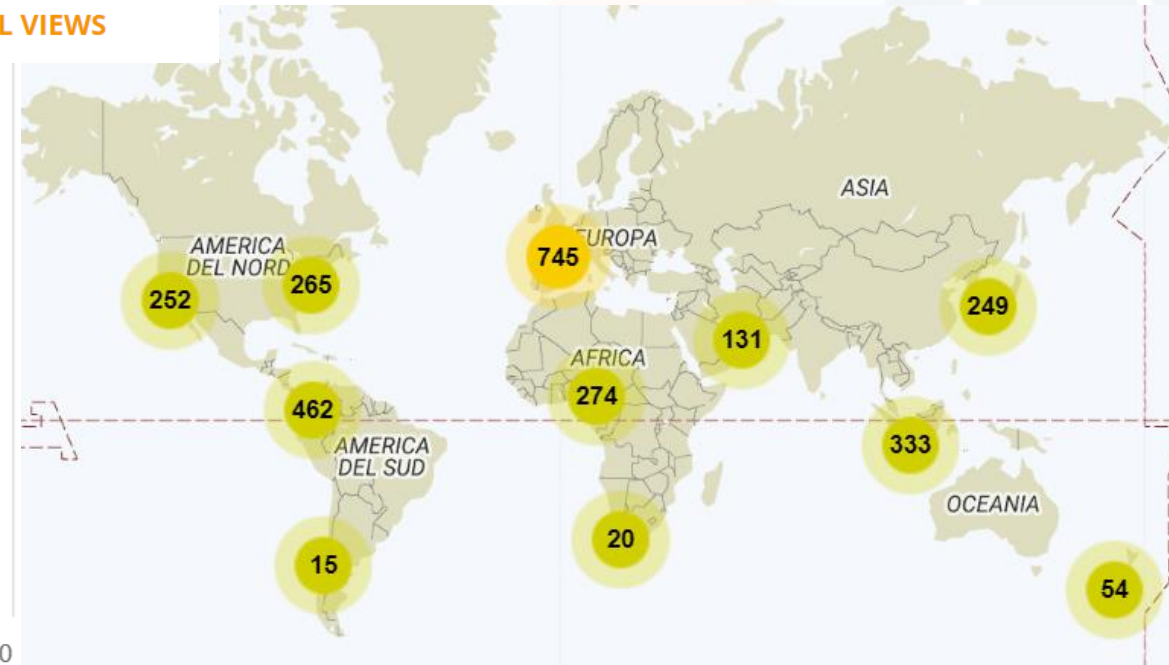 L VIEWS
ASIA
EUROPA
745
AMERICA
DEL NORD
252
265
249
131
AFRICA
274
462
333
AMERICA
DEL SUD
OCEANIA
20
15
54
0